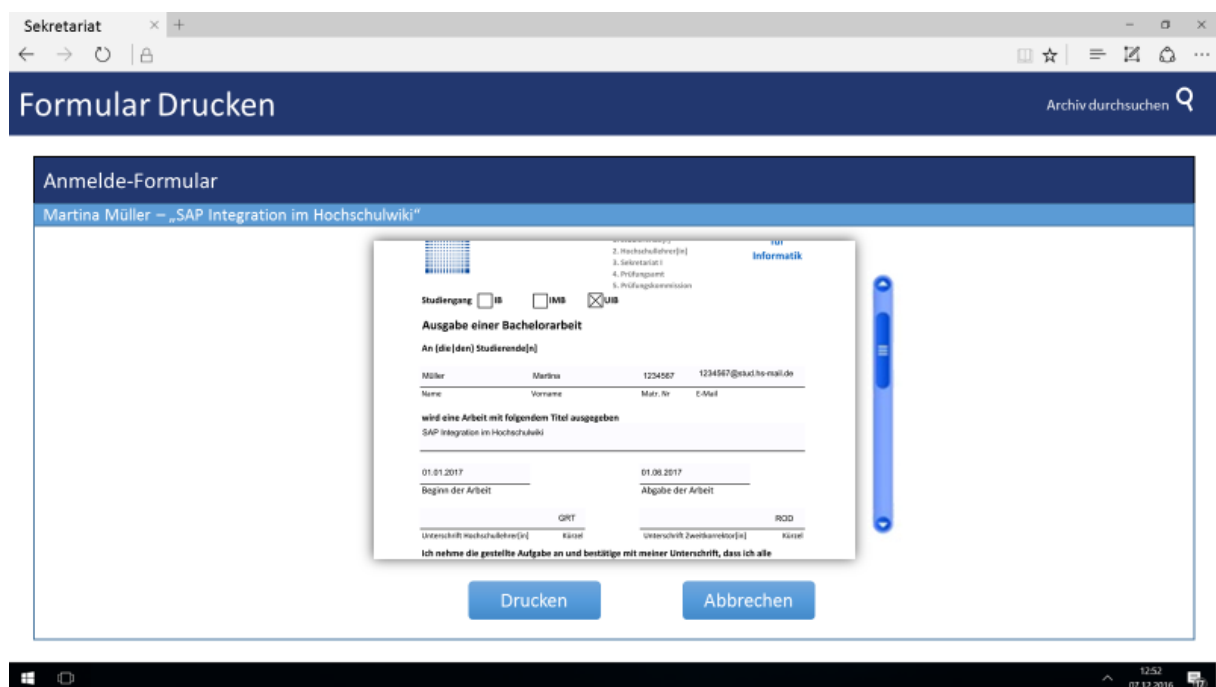 Sekretariat
Formular Drucken
Archiv durchsuchen
Anmelde-Formular
Martina Müller – „SAP Integration im Hochschulwiki“
2. Hochschullehrer[in]
für
3. Sekretariat I
Informatik
4. Prüfungsamt
5. Prüfungskommission
Studiengang IB IMB UIB
Ausgabe einer Bachelorarbeit
An (die|den) Studierende[n]
Müller Martina 1234567 1234567@stud.hs-mail.de
Name Vorname Matr. Nr E-Mail
wird eine Arbeit mit folgendem Titel ausgegeben
SAP Integration im Hochschulwiki
01.01.2017 01.06.2017
Beginn der Arbeit Abgabe der Arbeit
GRT ROD
Unterschrift Hochschullehrer[in] Kürzel Unterschrift Zweitkorrektor[in] Kürzel
Ich nehme die gestellte Aufgabe an und bestätige mit meiner Unterschrift, dass ich alle
Drucken Abbrechen
12:52
07.12.2016
17